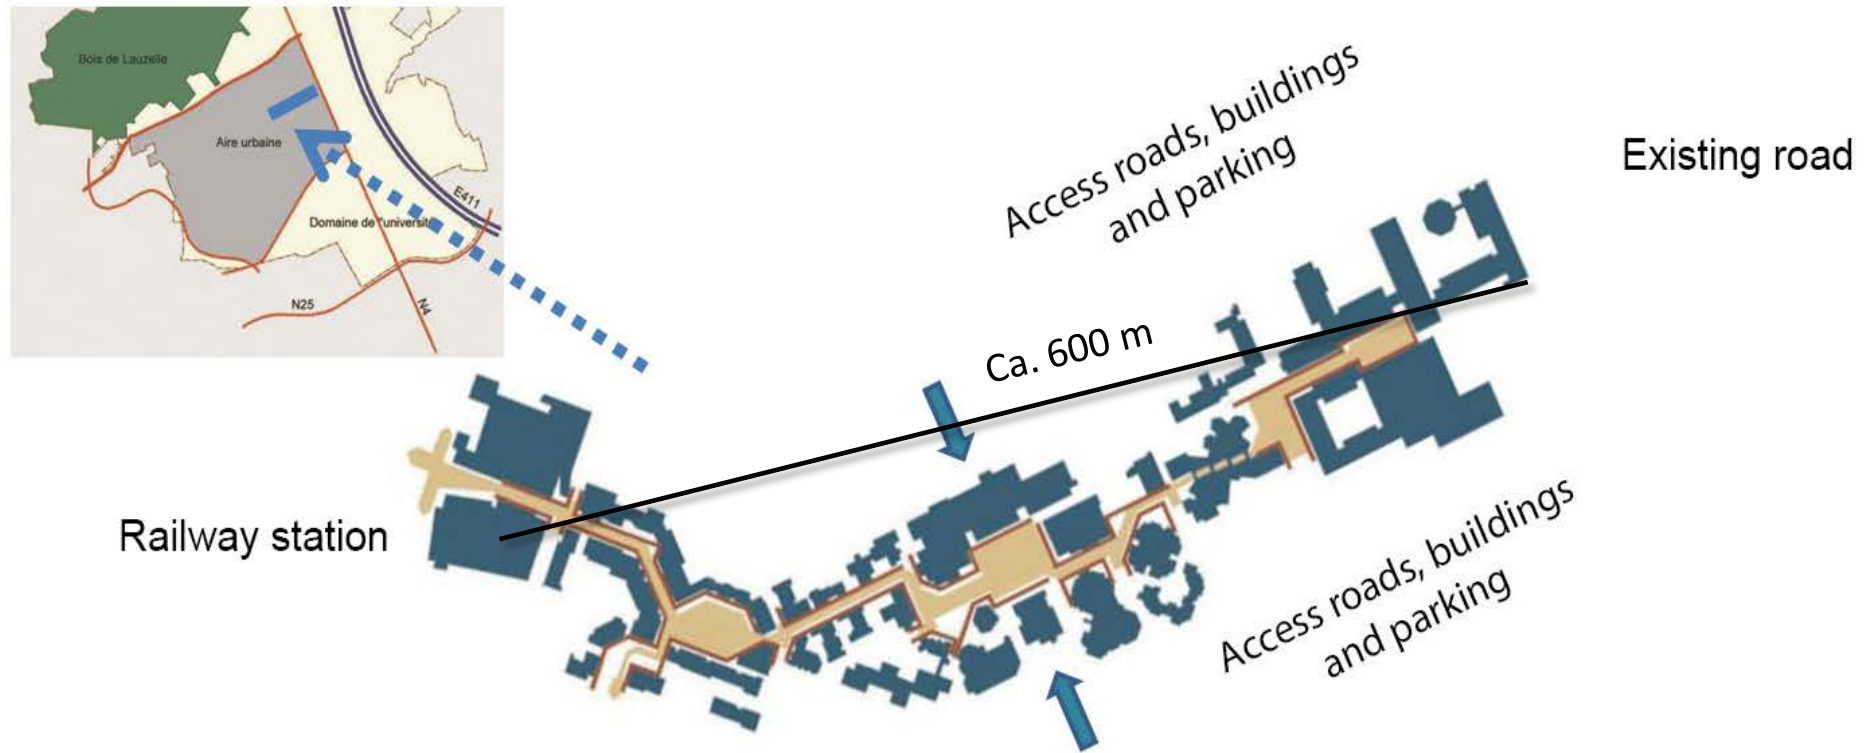 Bois de Lauzelle
Aire urbaine
E411
Domaine de l'universit
N25
N4
Access roads, buildings
and parking
Existing road
Ca. 600 m
Railway station
Access roads, buildings
and parking